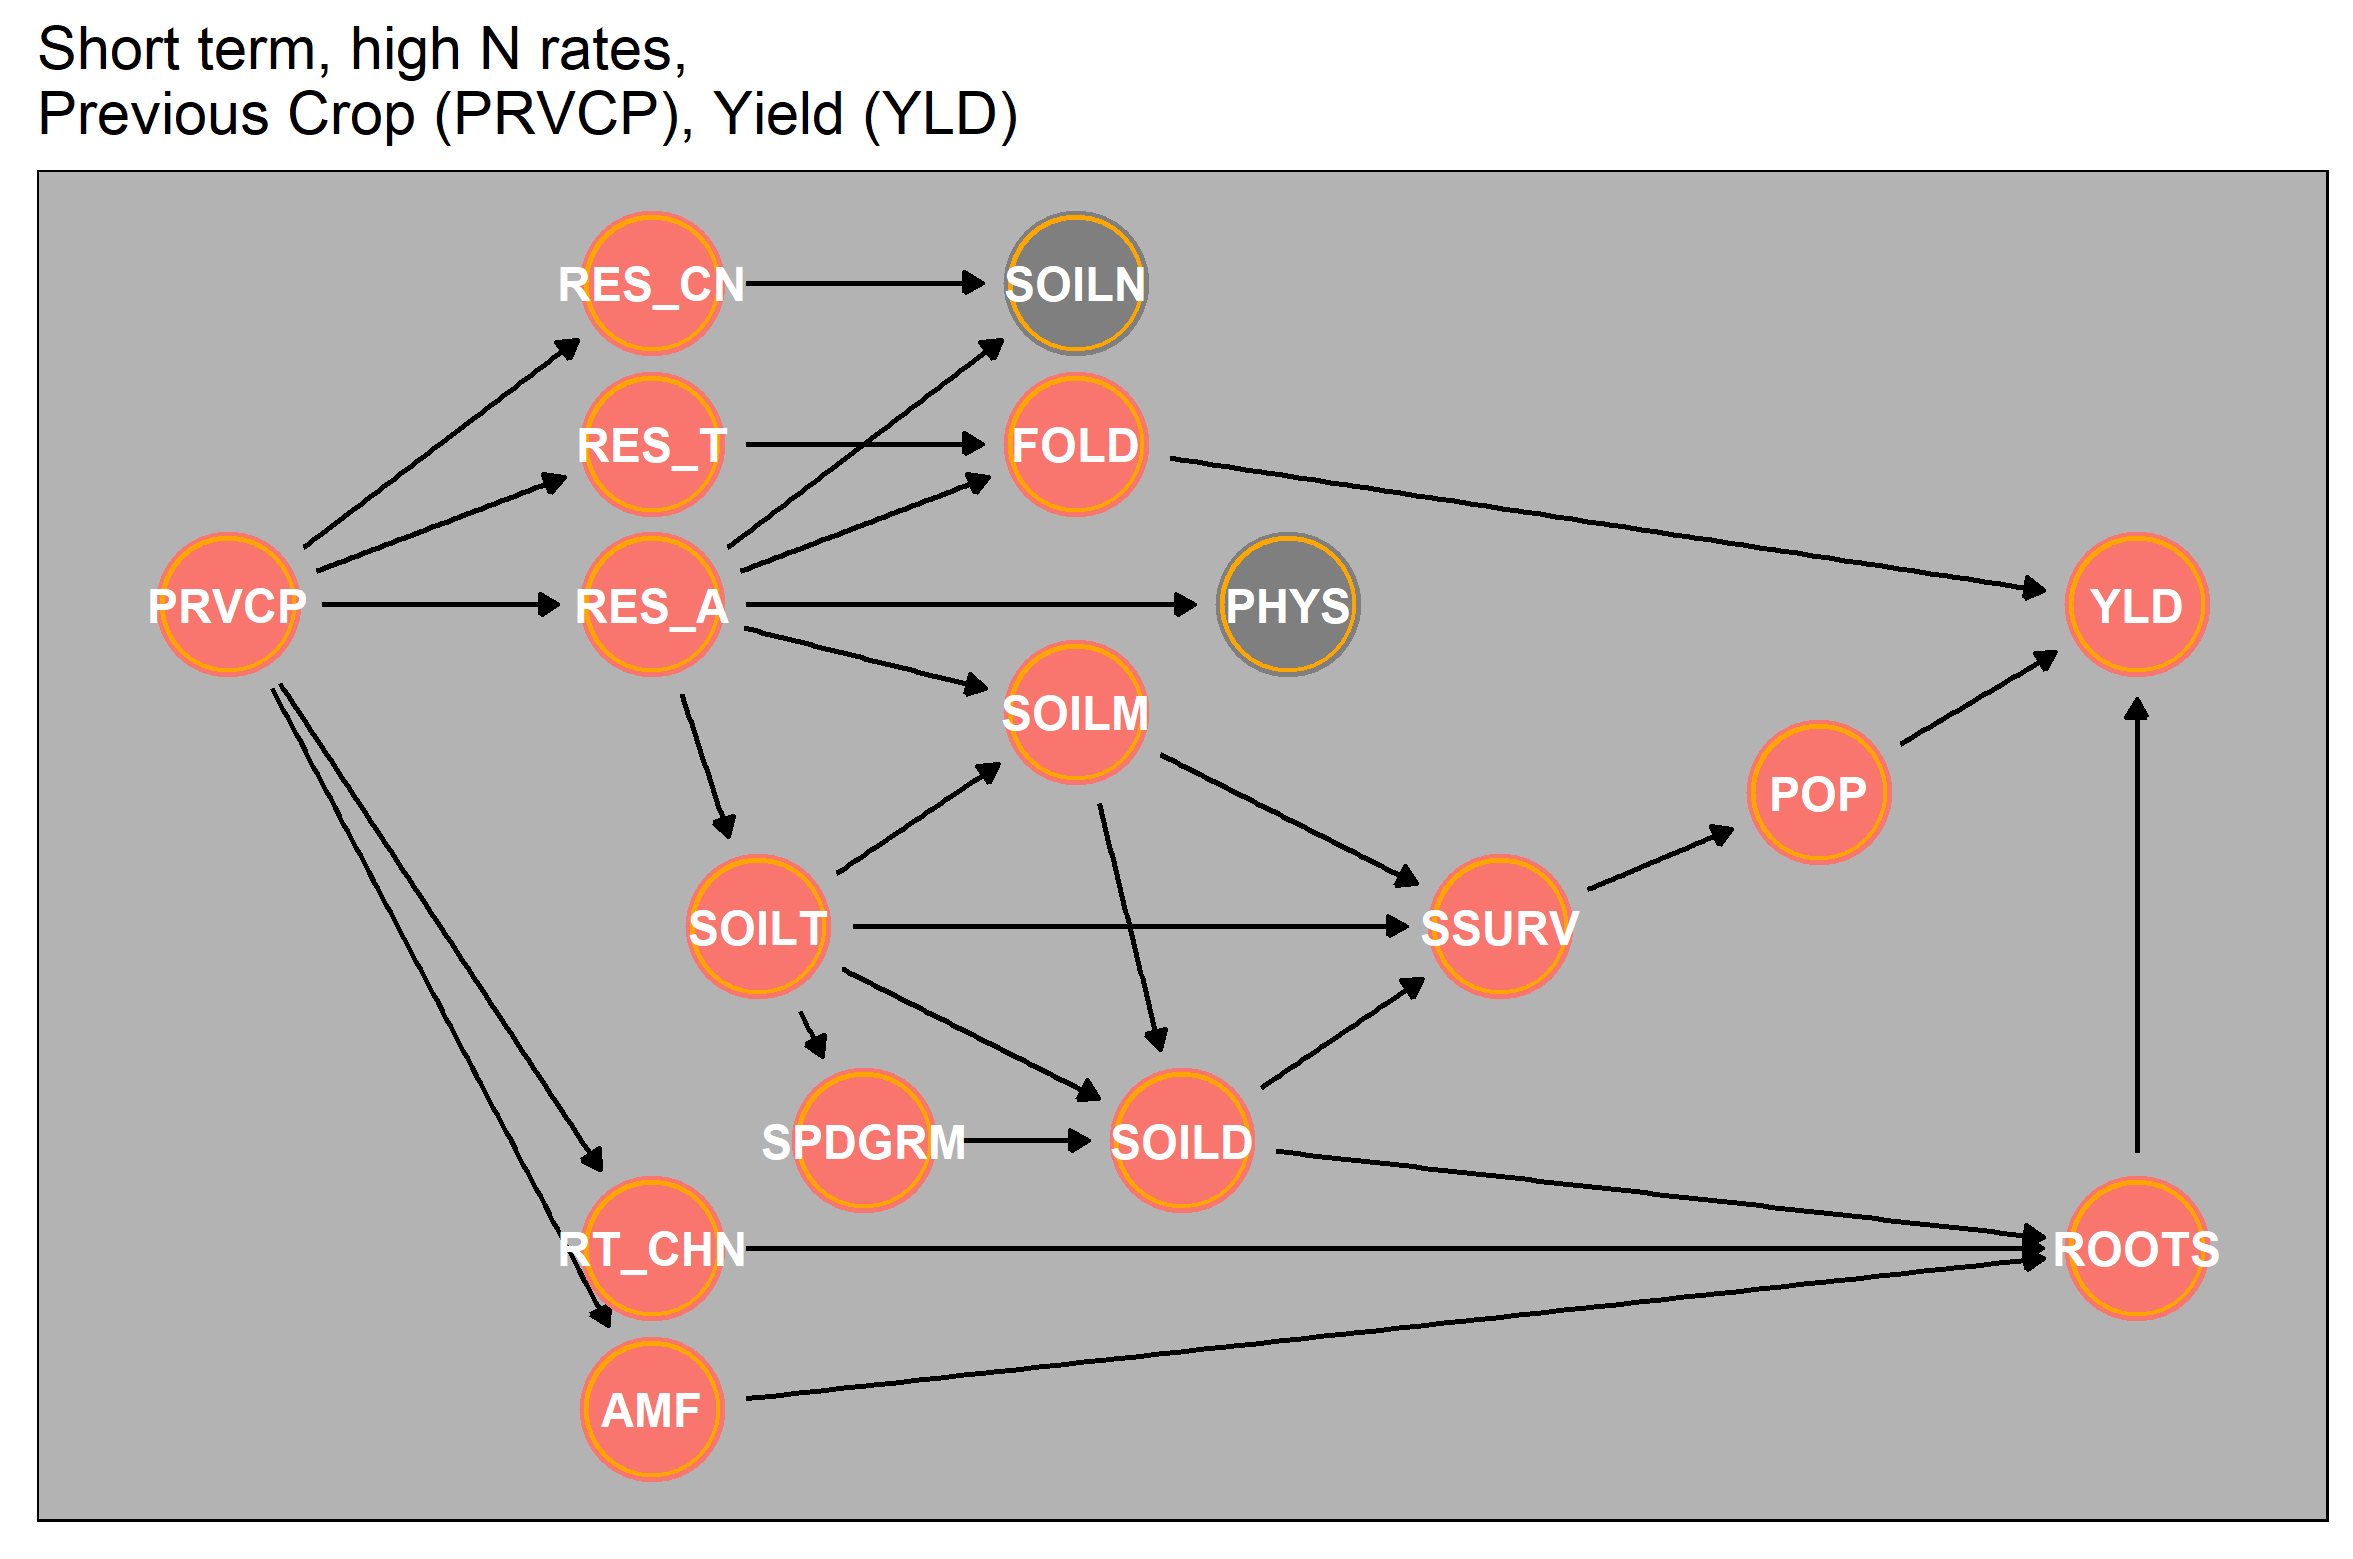 Short term, high N rates,
Previous Crop (PRVCP), Yield (YLD)
RES_CN
SOILN
RES_T
FOLD
PRVCP
RES_A
PHYS
YLD
SOILM
POP
SOILT
SSURV
SPDGRM
SOILD
RT_CHN
ROOTS
AMF